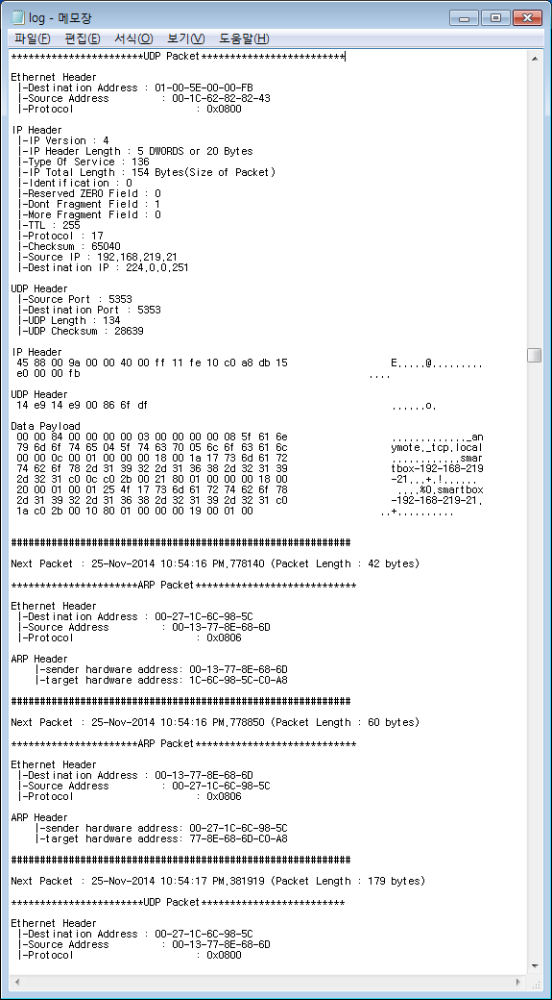 log - 메모장
파일(F) 편집(E) 서식(O) 보기(V) 도움말(H)
***********************UDP Packet*************************
Ethernet Header
|-Destination Address : 01-00-5E-00-00-FB
|-Source Address : 00-1C-62-82-82-43
|-Protocol : 0x0800
IP Header
|-IP Version : 4
|-IP Header Length : 5 DWORDS or 20 Bytes
|-Type Of Service : 136
|-IP Total Length : 154 Bytes(Size of Packet)
|-Identification : 0
|-Reserved ZERO Field : 0
|-Dont Fragment Field : 1
|-More Fragment Field : 0
|-TTL : 255
|-Protocol : 17
|-Checksum : 65040
|-Source IP : 192.168.219.21
|-Destination IP : 224.0.0.251
UDP Header
|-Source Port : 5353
|-Destination Port : 5353
|-UDP Length : 134
|-UDP Checksum : 28639
IP Header
45 88 00 9a 00 00 40 00 ff 11 fe 10 c0 a8 db 15 E.....@.........
e0 00 00 fb ....
UDP Header
14 e9 14 e9 00 86 6f df ......o.
Data Payload
00 00 84 00 00 00 00 03 00 00 00 00 08 5f 61 6e ............._an
79 6d 6f 74 65 04 5f 74 63 70 05 6c 6f 63 61 6c ymote._tcp.local
00 00 0c 00 01 00 00 00 18 00 1a 17 73 6d 61 72 ............smar
74 62 6f 78 2d 31 39 32 2d 31 36 38 2d 32 31 39 tbox-192-168-219
2d 32 31 c0 0c c0 2b 00 21 80 01 00 00 00 18 00 -21...+.!.......
20 00 01 00 01 25 4f 17 73 6d 61 72 74 62 6f 78 ....%O.smartbox
2d 31 39 32 2d 31 36 38 2d 32 31 39 2d 32 31 c0 -192-168-219-21.
1a c0 2b 00 10 80 01 00 00 00 19 00 01 00 ..+...........
###########################################################
Next Packet : 25-Nov-2014 10:54:16 PM.778140 (Packet Length : 42 bytes)
**********************ARP Packet****************************
Ethernet Header
|-Destination Address : 00-27-1C-6C-98-5C
|-Source Address : 00-13-77-8E-68-6D
|-Protocol : 0x0806
ARP Header
|-sender hardware address: 00-13-77-8E-68-6D
|-target hardware address: 1C-6C-98-5C-C0-A8
###########################################################
Next Packet : 25-Nov-2014 10:54:16 PM.778850 (Packet Length : 60 bytes)
**********************ARP Packet****************************
Ethernet Header
|-Destination Address : 00-13-77-8E-68-6D
|-Source Address : 00-27-1C-6C-98-5C
|-Protocol : 0x0806
ARP Header
|-sender hardware address: 00-27-1C-6C-98-5C
|-target hardware address: 77-8E-68-6D-C0-A8
###########################################################
Next Packet : 25-Nov-2014 10:54:17 PM.381919 (Packet Length : 179 bytes)
***********************UDP Packet*************************
Ethernet Header
|-Destination Address : 00-27-1C-6C-98-5C
|-Source Address : 00-13-77-8E-68-6D
|-Protocol : 0x0800